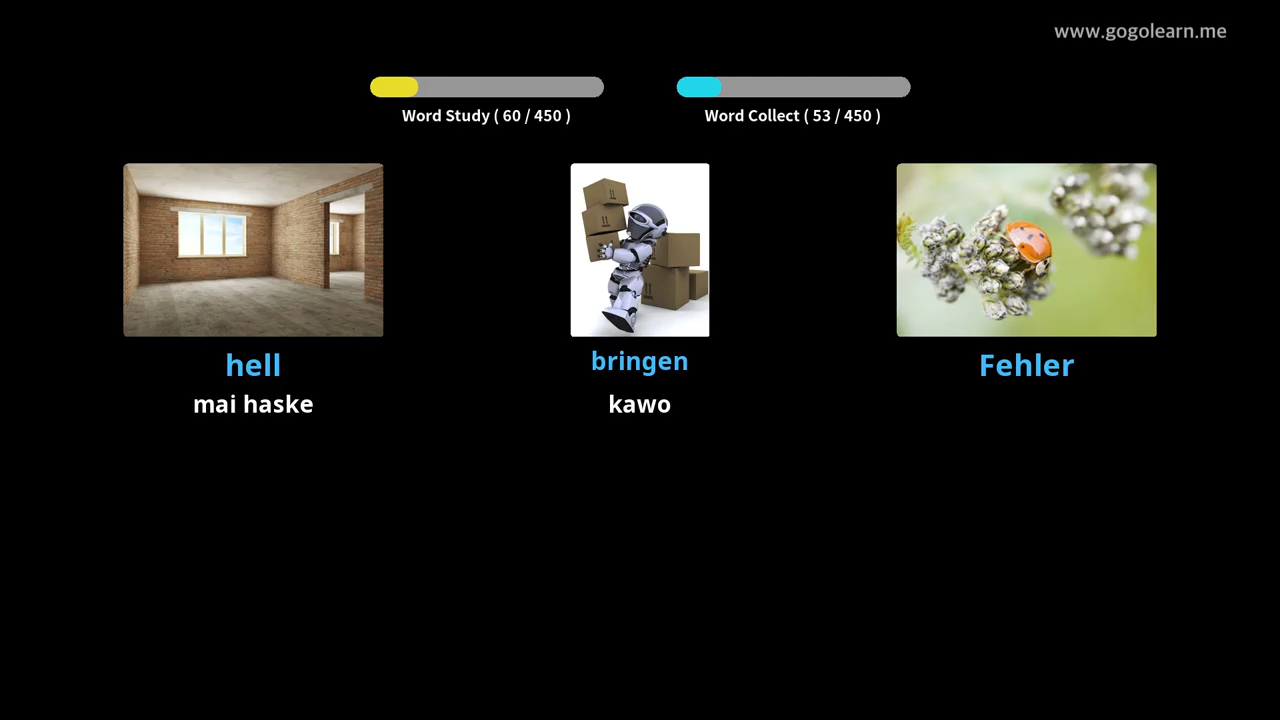 www.gogolearn.me
Word Study ( 60 / 450 )
Word Collect ( 53 / 450 )
hell
mai haske
bringen
kawo
Fehler